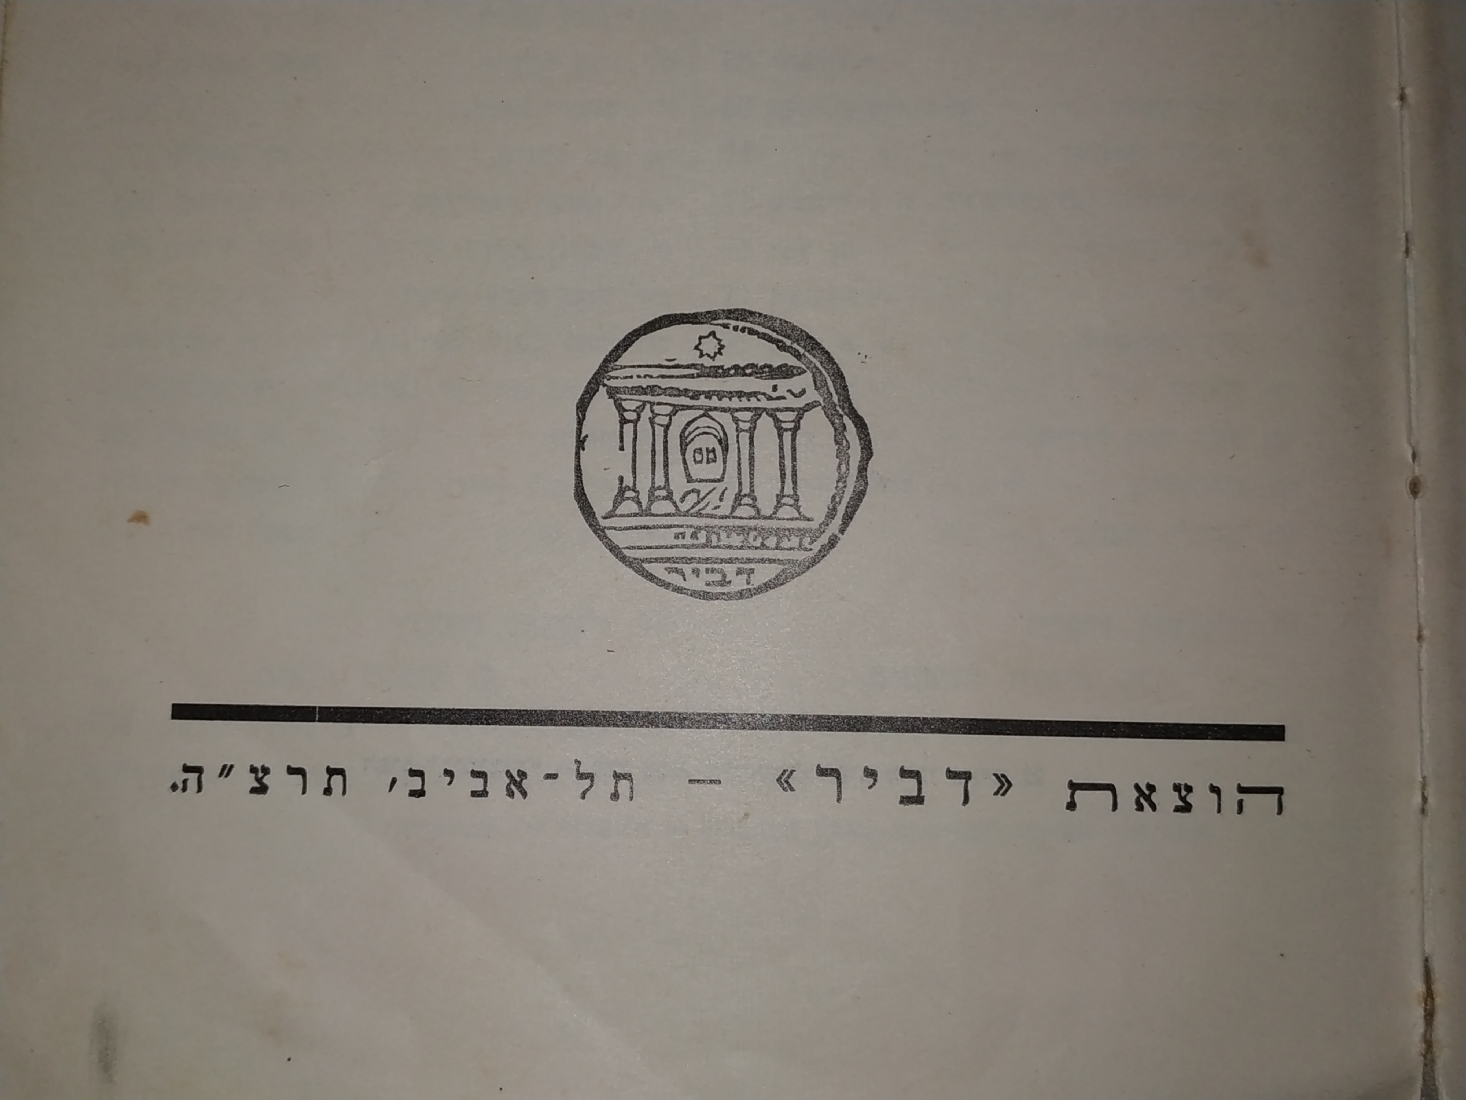 דביר
הוצאת «דביר» — תל-אביב, תרצ״ה.